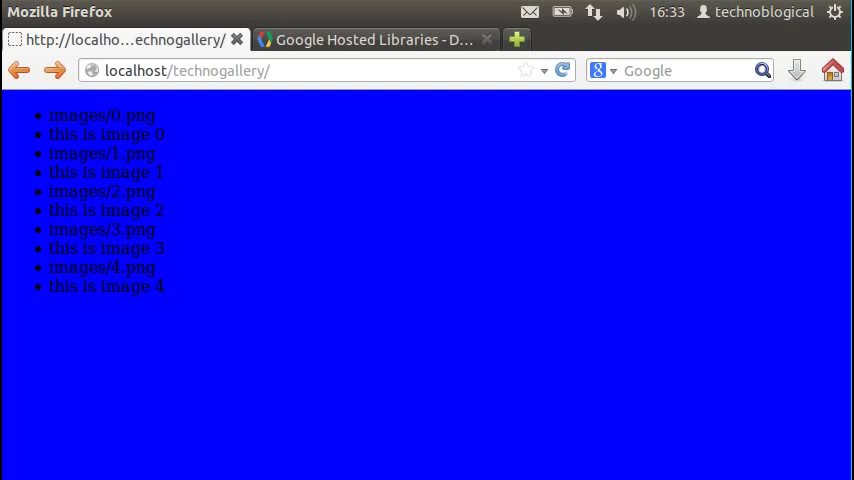 Mozilla Firefox
16:33 technoblogical
http://localho...echnogallery/ Google Hosted Libraries - D...
localhost/technogallery/ Google
images/0.png
this is image 0
images/1.png
this is image 1
images/2.png
this is image 2
images/3.png
this is image 3
images/4.png
this is image 4